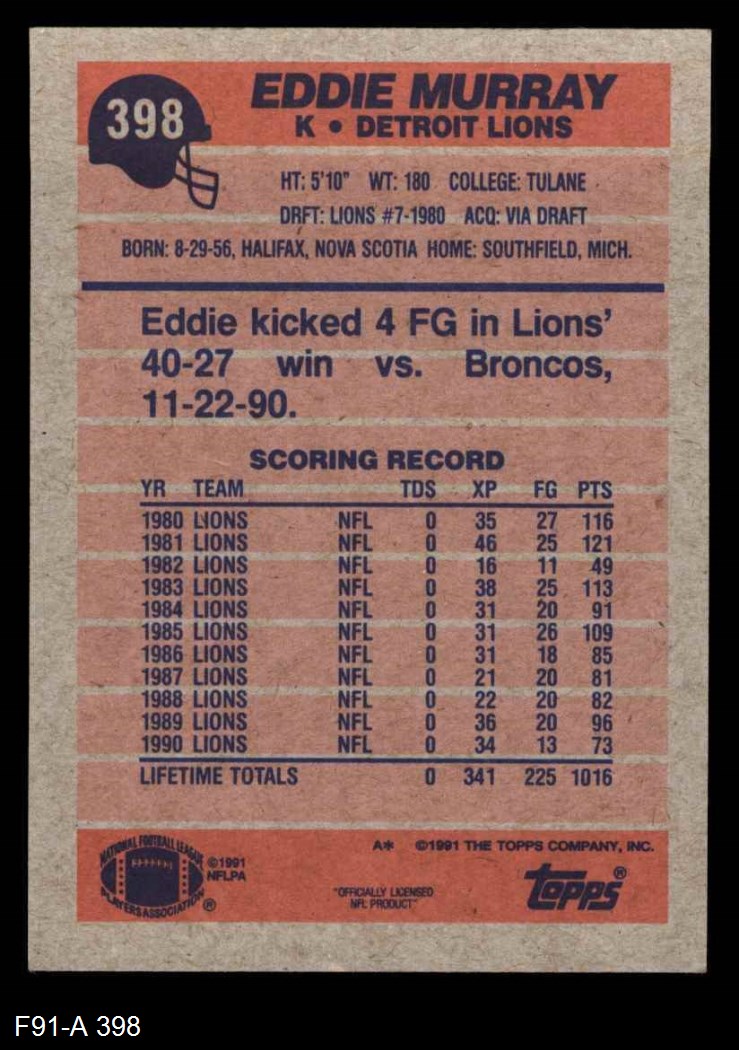 398
EDDIE MURRAY
K • DETROIT LIONS
HT: 5'10" WT: 180 COLLEGE: TULANE
DRFT: LIONS #7-1980 ACQ: VIA DRAFT
BORN: 8-29-56, HALIFAX, NOVA SCOTIA HOME: SOUTHFIELD, MICH.
Eddie kicked 4 FG in Lions'
40-27 win vs. Broncos,
11-22-90.
SCORING RECORD
YR TEAM TDS XP FG PTS
1980 LIONS NFL 0 35 27 116
1981 LIONS NFL 0 46 25 121
1982 LIONS NFL 0 16 11 49
1983 LIONS NFL 0 38 25 113
1984 LIONS NFL 0 31 20 91
1985 LIONS NFL 0 31 26 109
1986 LIONS NFL 0 31 18 85
1987 LIONS NFL 0 21 20 81
1988 LIONS NFL 0 22 20 82
1989 LIONS NFL 0 36 20 96
1990 LIONS NFL 0 34 13 73
LIFETIME TOTALS 0 341 225 1016
NATIONAL FOOTBALL LEAGUE
PLAYERS ASSOCIATION ®
©1991
NFLPA
A* ©1991 THE TOPPS COMPANY, INC.
"OFFICIALLY LICENSED
NFL PRODUCT"
topps®
F91-A 398